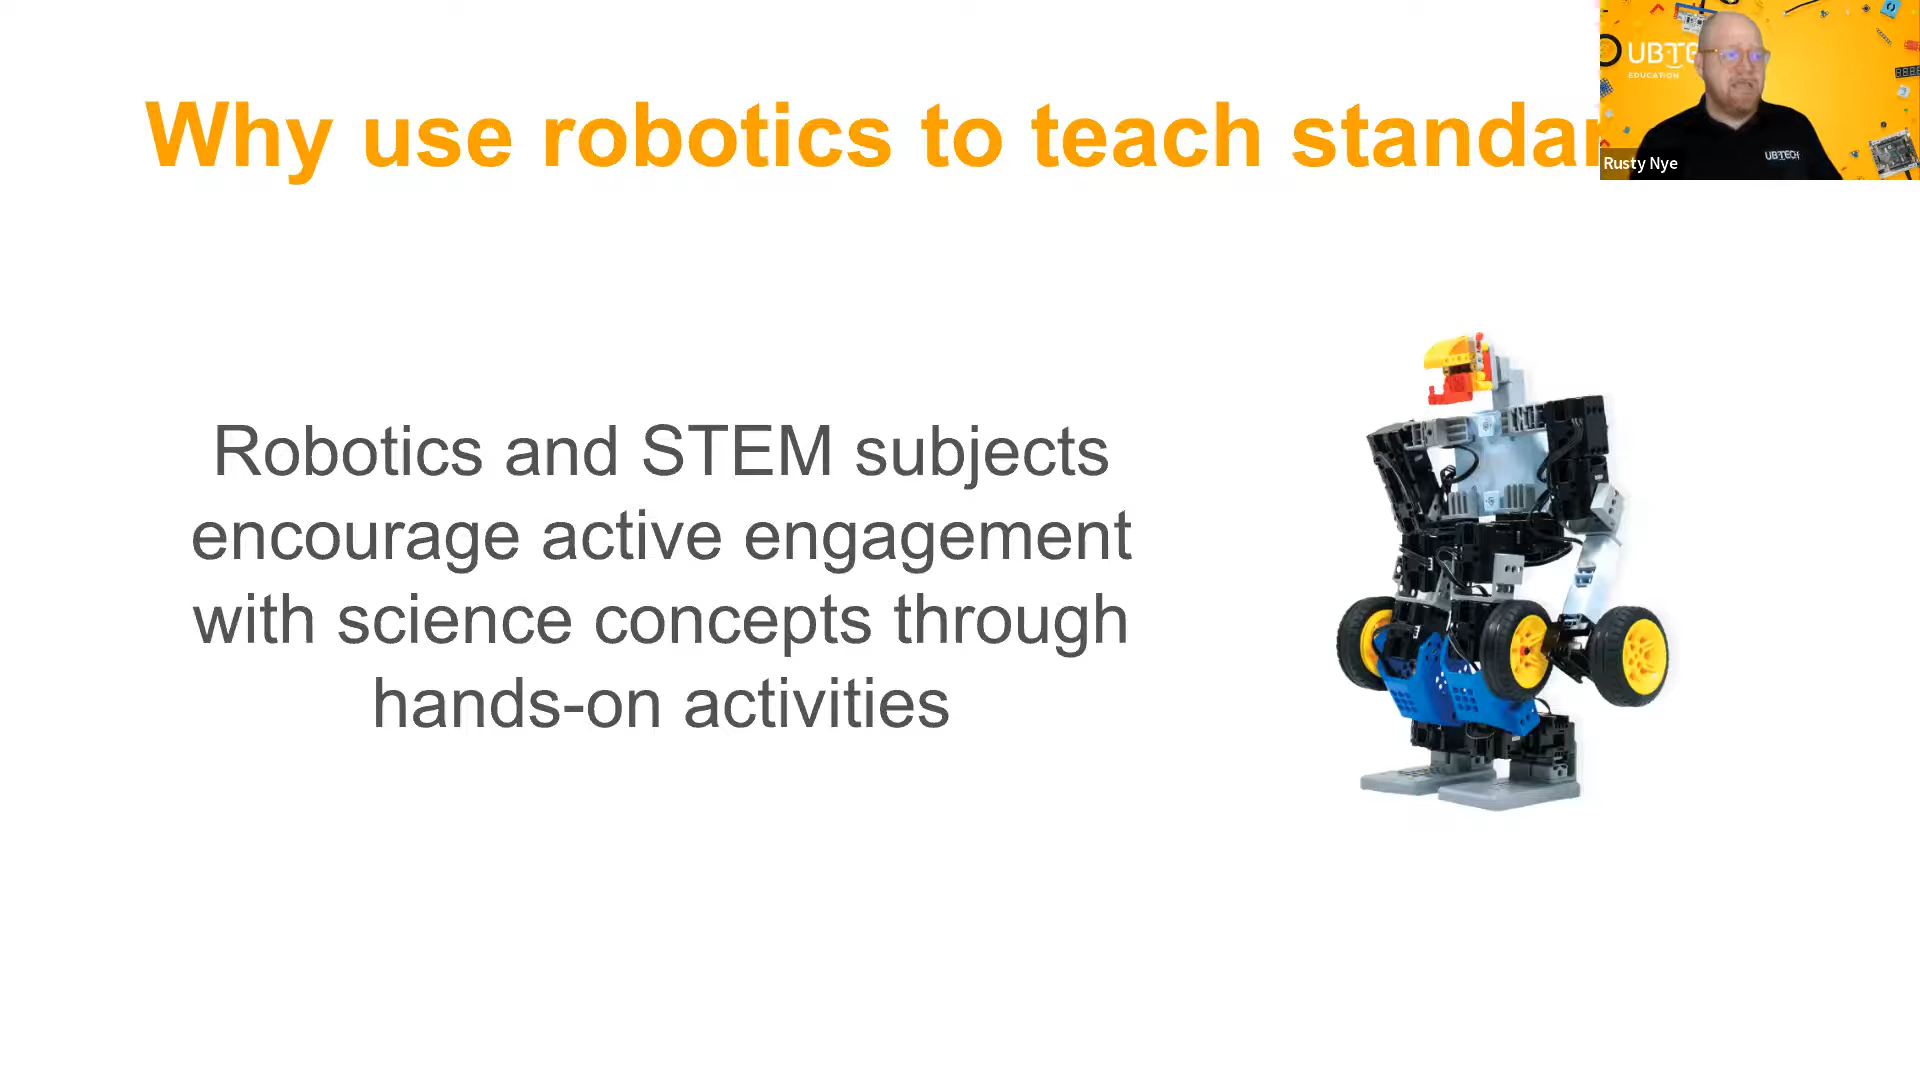 Why use robotics to teach standar
UBTE
EDUCATION
UBTECH
Rusty Nye
Robotics and STEM subjects
encourage active engagement
with science concepts through
hands-on activities